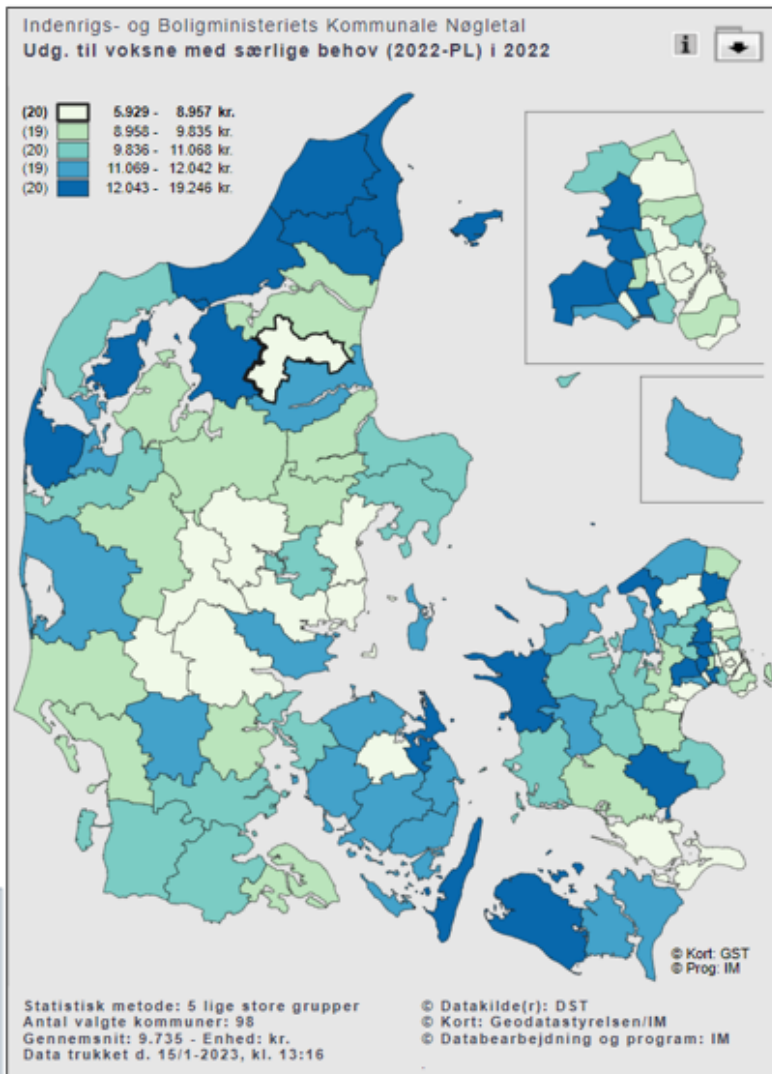 Indenrigs- og Boligministeriets Kommunale Nøgletal
Udg. til voksne med særlige behov (2022-PL) i 2022
i
(20) 5.929 - 8.957 kr.
(19) 8.958 - 9.835 kr.
(20) 9.836 - 11.068 kr.
(19) 11.069 - 12.042 kr.
(20) 12.043 - 19.246 kr.
© Kort: GST
© Prog: IM
Statistisk metode: 5 lige store grupper
Antal valgte kommuner: 98
Gennemsnit: 9.735 - Enhed: kr.
Data trukket d. 15/1-2023, kl. 13:16
© Datakilde(r): DST
© Kort: Geodatastyrelsen/IM
© Databearbejdning og program: IM